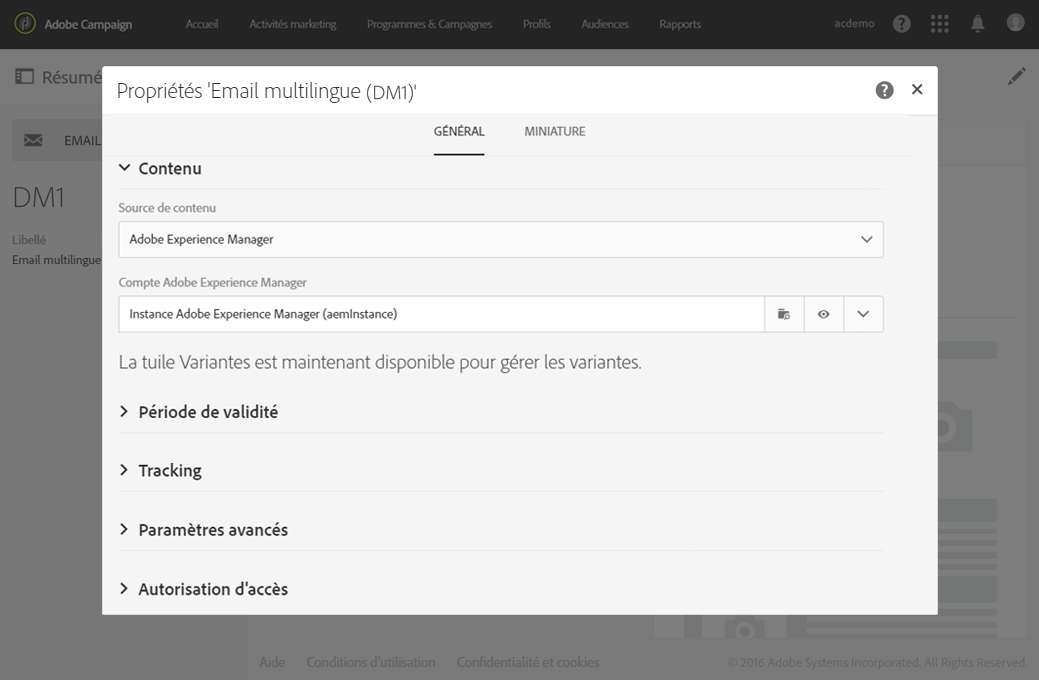 Adobe Campaign Accueil Activités marketing Programmes & Campagnes Profils Audiences Rapports acdemo ?
Résumé
Propriétés 'Email multilingue (DM1)' ?
EMAIL
GÉNÉRAL MINIATURE
Contenu
DM1
Source de contenu
Libellé
Adobe Experience Manager
Email multilingue
Compte Adobe Experience Manager
Instance Adobe Experience Manager (aemInstance)
La tuile Variantes est maintenant disponible pour gérer les variantes.
Période de validité
Tracking
Paramètres avancés
Autorisation d'accès
Aide Conditions d'utilisation Confidentialité et cookies © 2016 Adobe Systems Incorporated. All Rights Reserved.